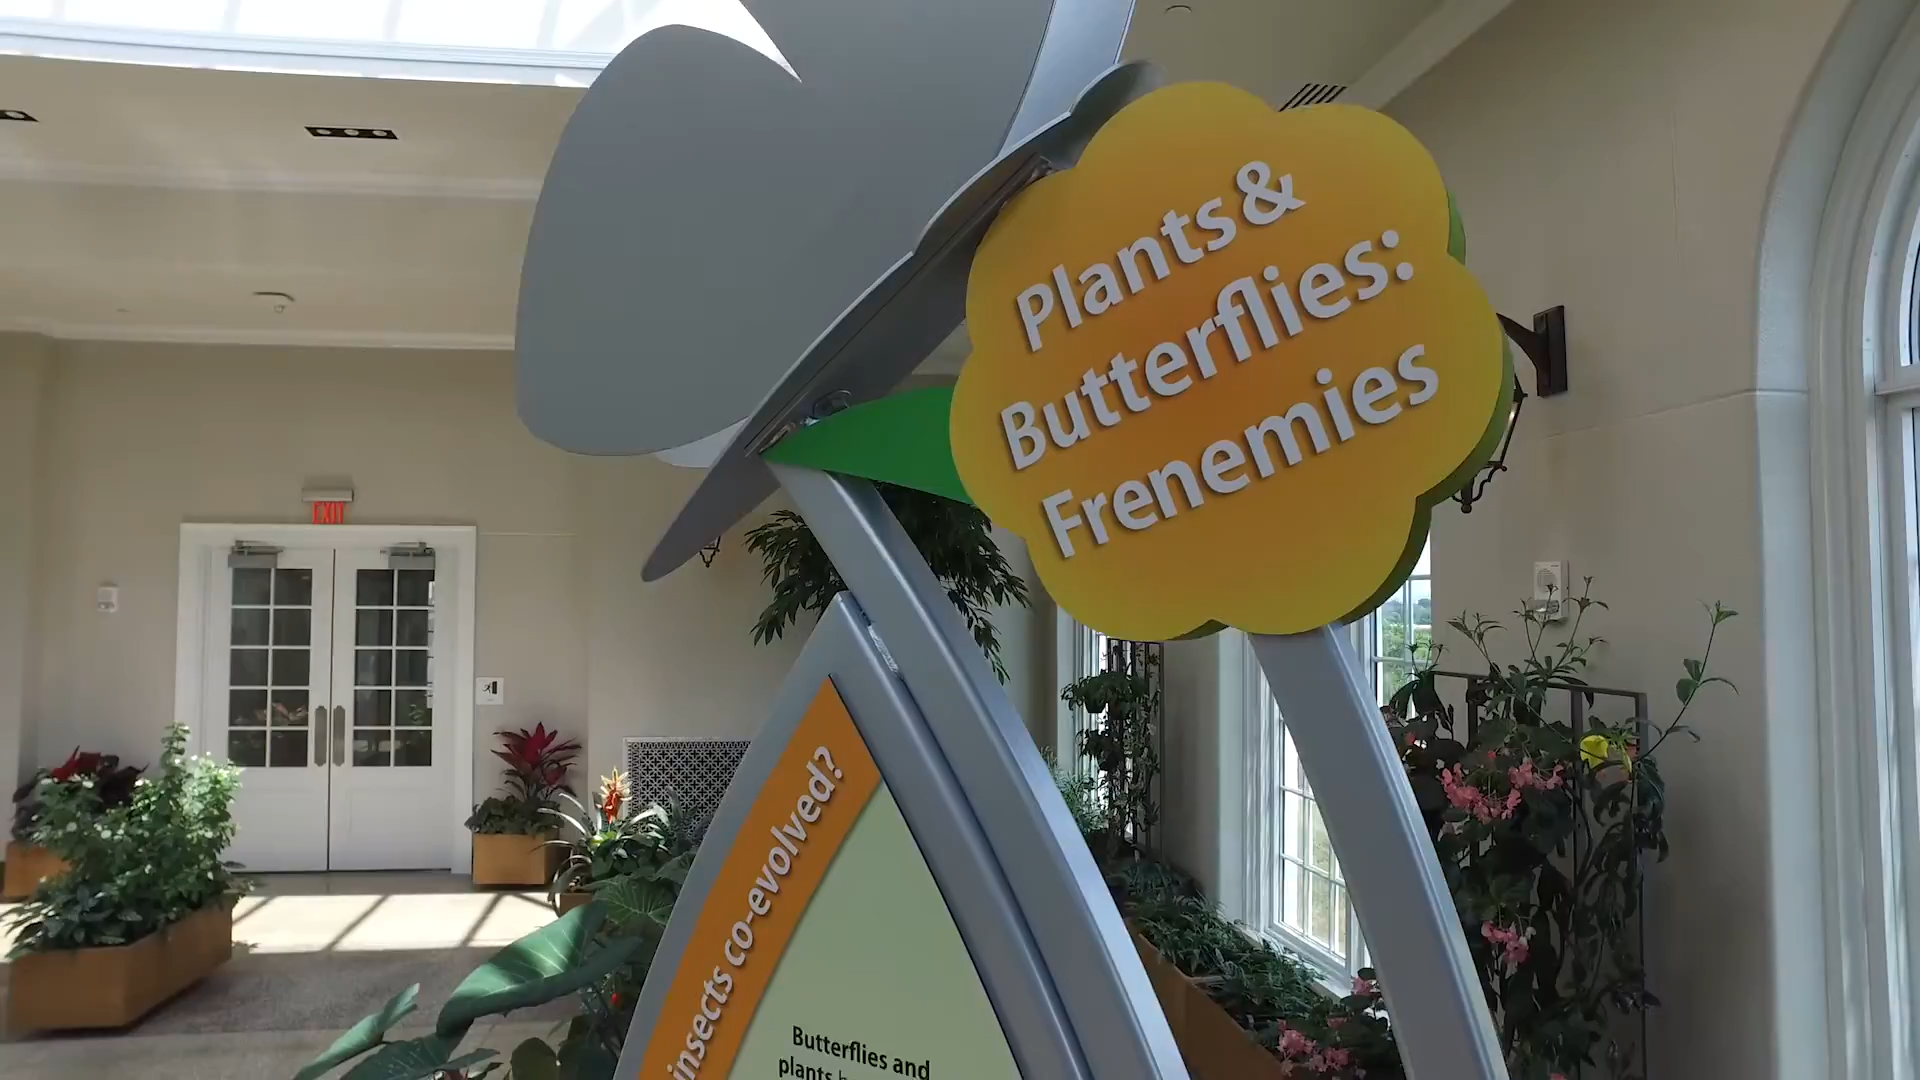 EXIT
Plants &
Butterflies:
Frenemies
insects co-evolved?
Butterflies and
plants